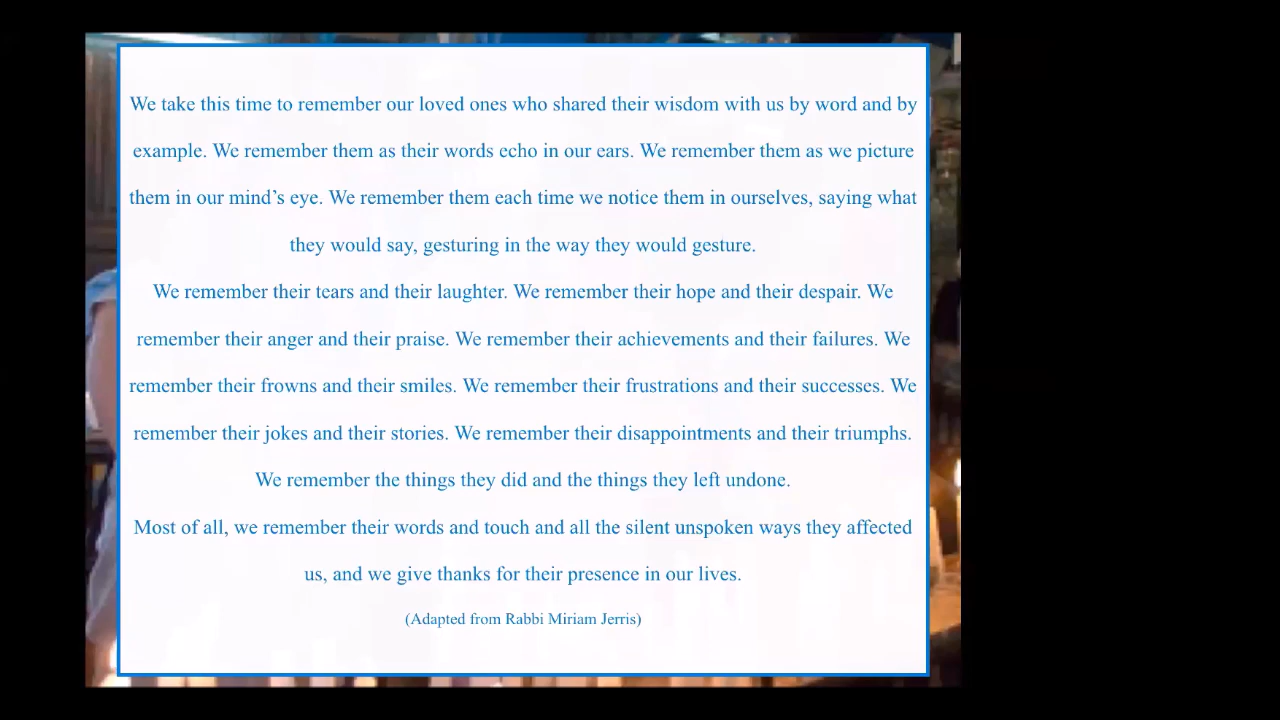 We take this time to remember our loved ones who shared their wisdom with us by word and by
example. We remember them as their words echo in our ears. We remember them as we picture
them in our mind’s eye. We remember them each time we notice them in ourselves, saying what
they would say, gesturing in the way they would gesture.
We remember their tears and their laughter. We remember their hope and their despair. We
remember their anger and their praise. We remember their achievements and their failures. We
remember their frowns and their smiles. We remember their frustrations and their successes. We
remember their jokes and their stories. We remember their disappointments and their triumphs.
We remember the things they did and the things they left undone.
Most of all, we remember their words and touch and all the silent unspoken ways they affected
us, and we give thanks for their presence in our lives.
(Adapted from Rabbi Miriam Jerris)